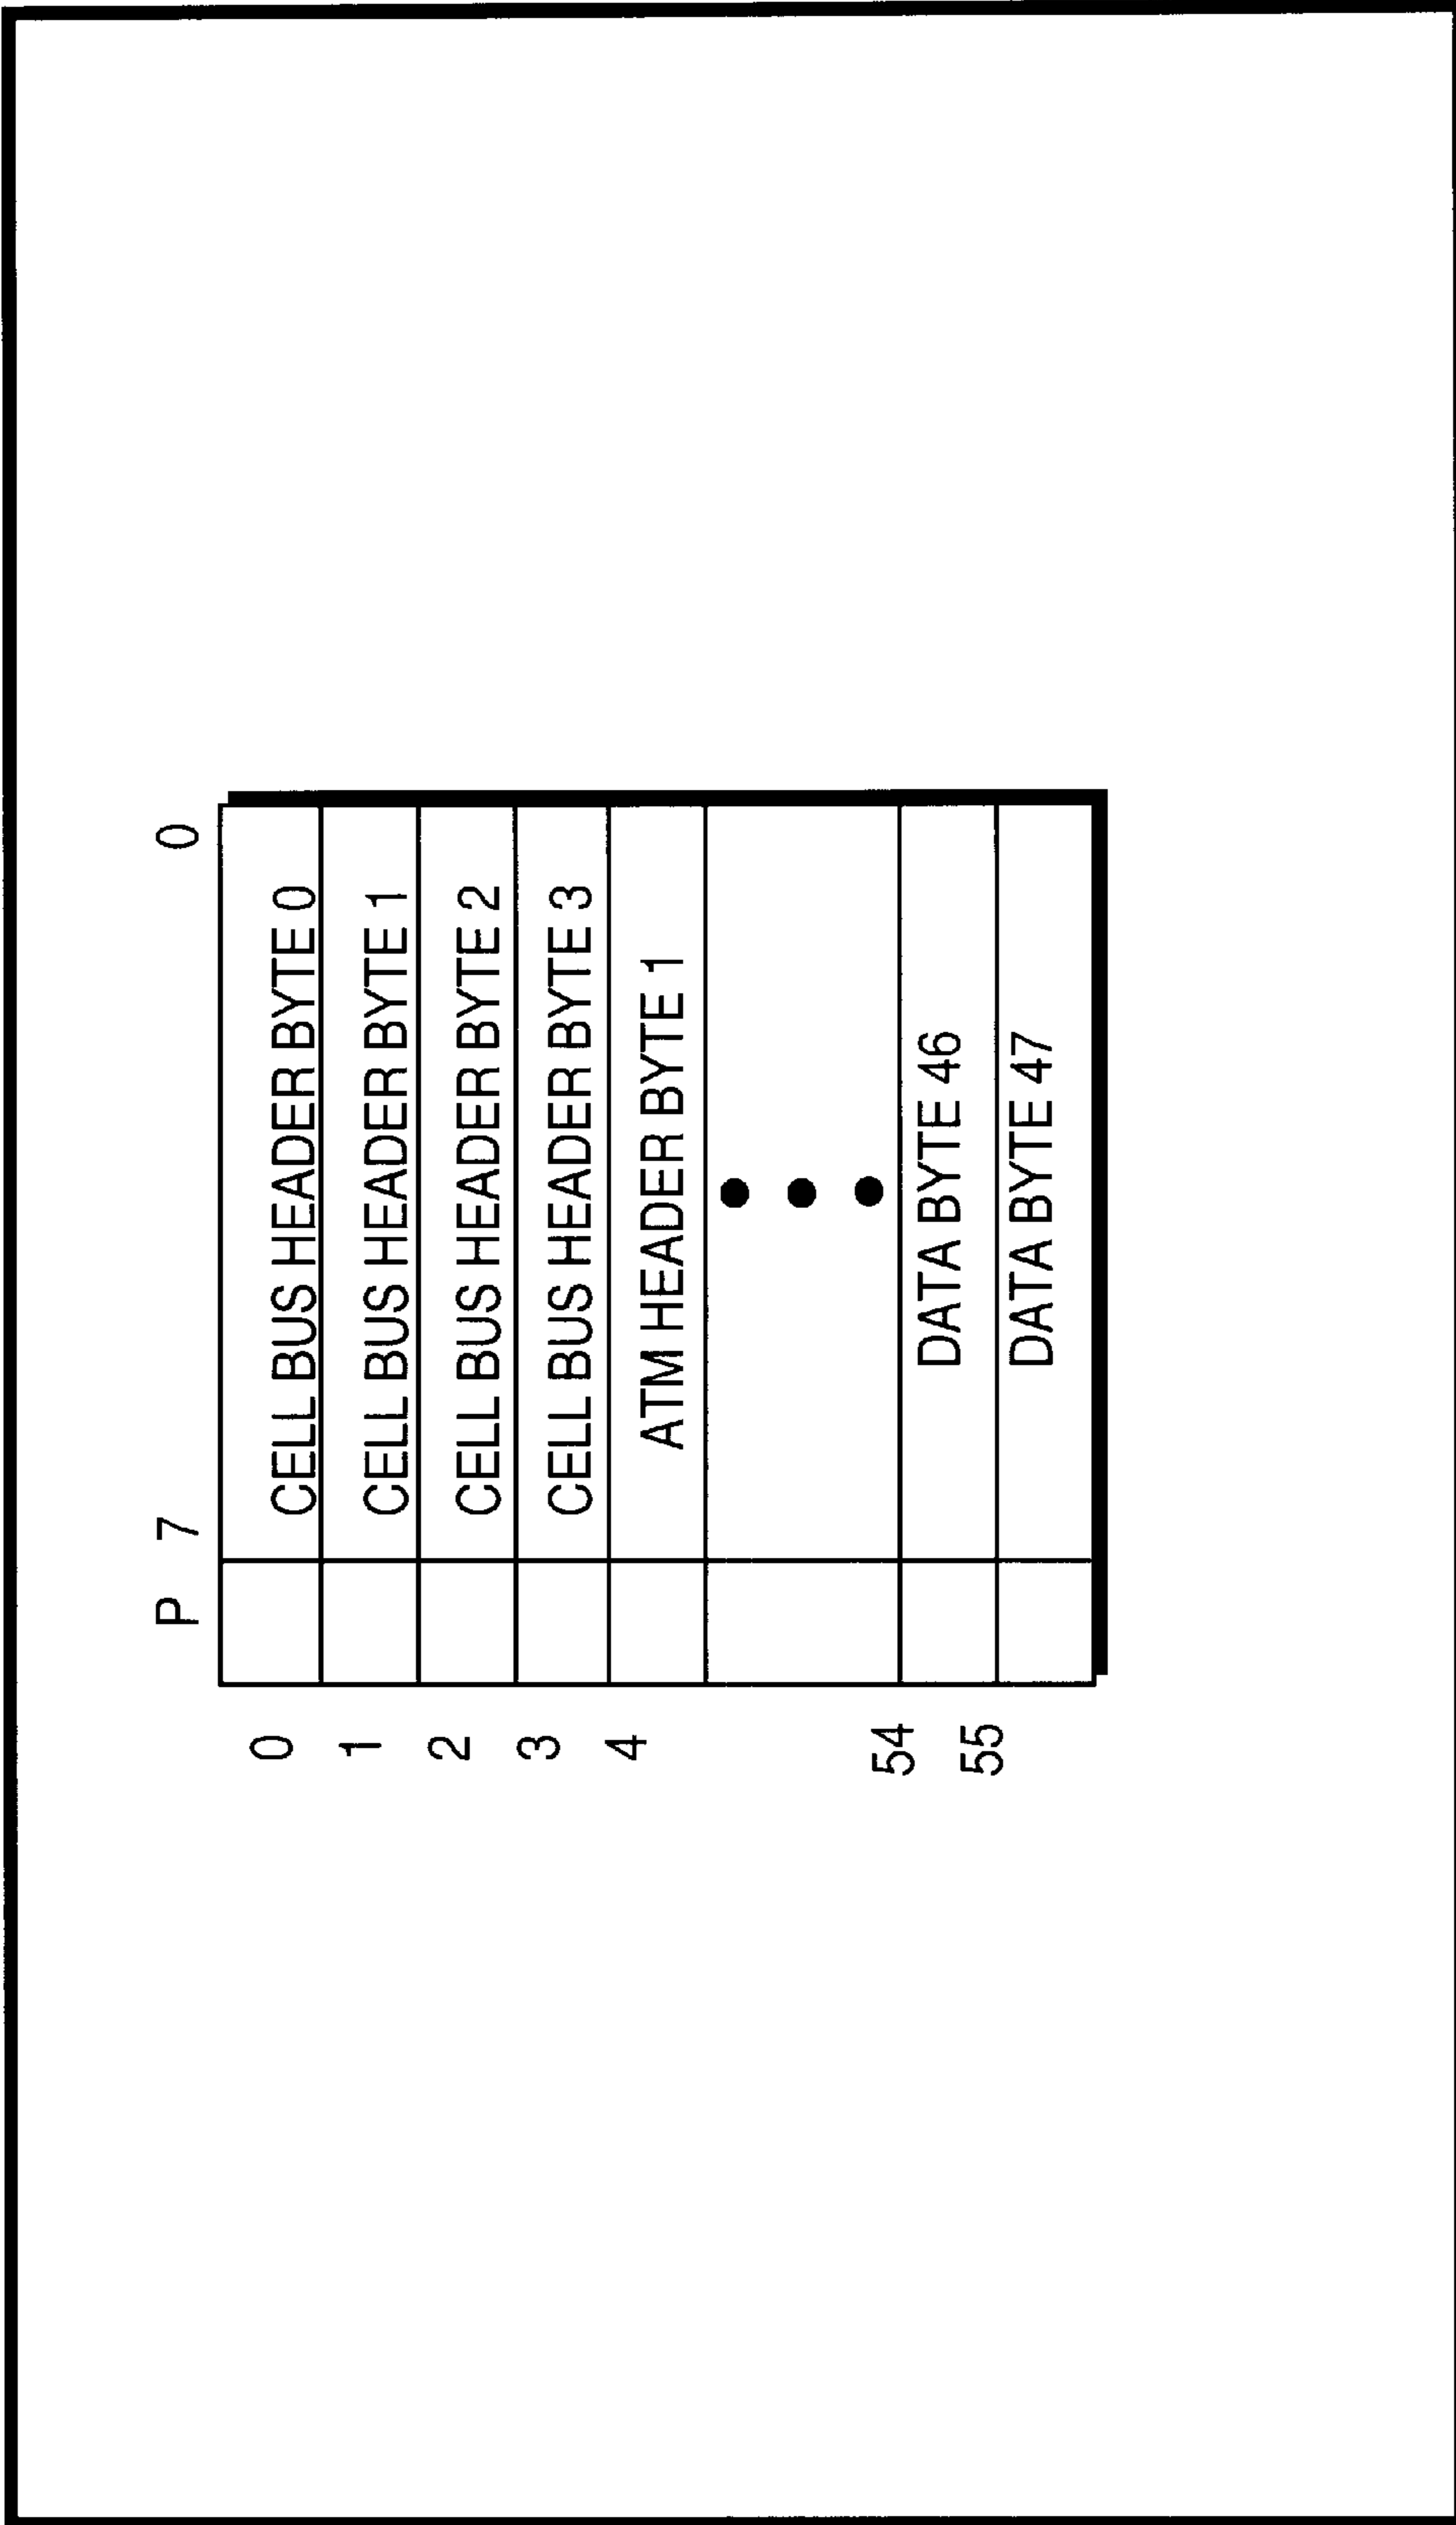 P 7 0
0 CELL BUS HEADER BYTE 0
1 CELL BUS HEADER BYTE 1
2 CELL BUS HEADER BYTE 2
3 CELL BUS HEADER BYTE 3
4 ATM HEADER BYTE 1
54 DATA BYTE 46
55 DATA BYTE 47